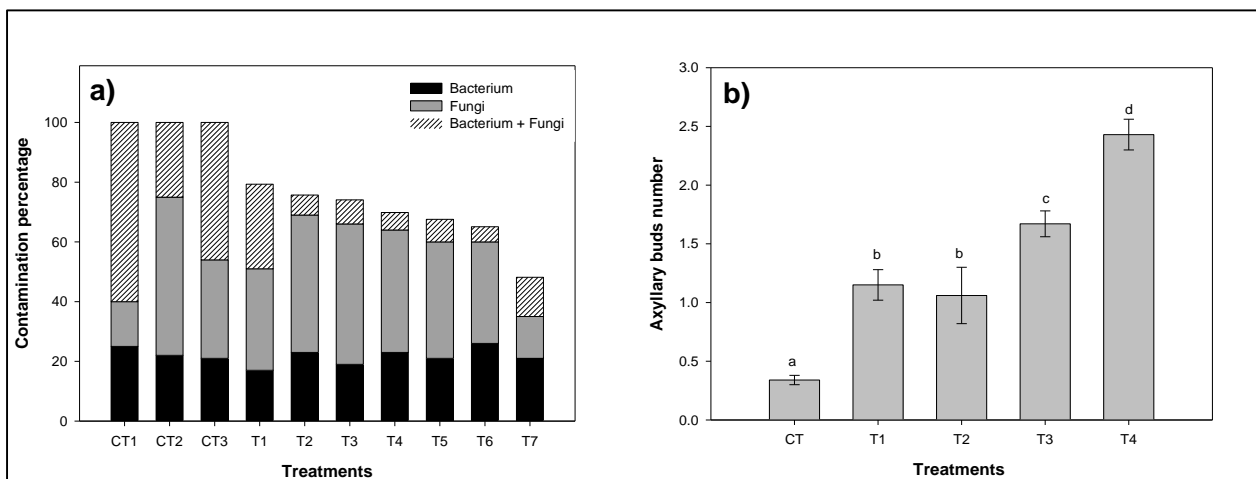 a)
Bacterium
Fungi
Bacterium + Fungi
Contamination percentage
100
80
60
40
20
0
CT1 CT2 CT3 T1 T2 T3 T4 T5 T6 T7
Treatments
b)
Axyllary buds number
3.0
2.5
2.0
1.5
1.0
0.5
0.0
a b b c d
CT T1 T2 T3 T4
Treatments